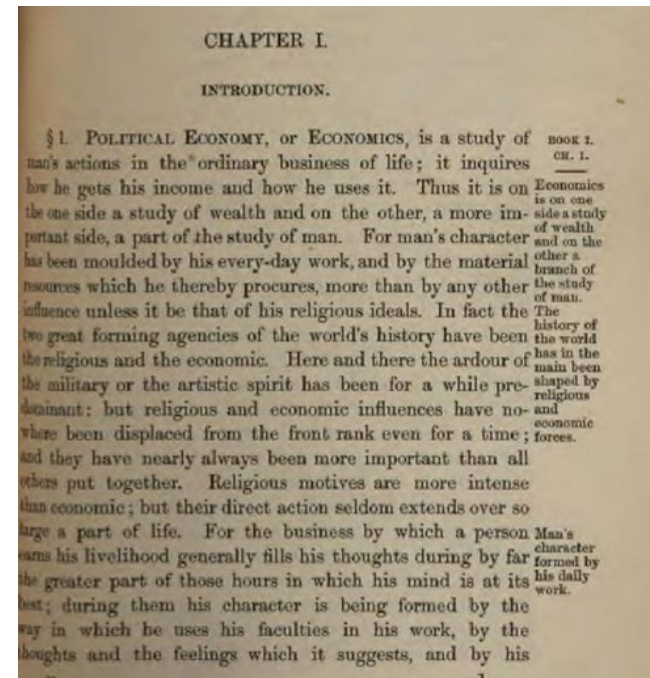 CHAPTER I.
INTRODUCTION.
§ 1. POLITICAL ECONOMY, or ECONOMICS, is a study of
man's actions in the ordinary business of life; it inquires
how he gets his income and how he uses it. Thus it is on
the one side a study of wealth and on the other, a more im-
portant side, a part of the study of man. For man's character
has been moulded by his every-day work, and by the material
resources which he thereby procures, more than by any other
influence unless it be that of his religious ideals. In fact the
two great forming agencies of the world's history have been
the religious and the economic. Here and there the ardour of
the military or the artistic spirit has been for a while pre-
dominant: but religious and economic influences have no-
where been displaced from the front rank even for a time;
and they have nearly always been more important than all
others put together. Religious motives are more intense
than economic; but their direct action seldom extends over so
large a part of life. For the business by which a person
earns his livelihood generally fills his thoughts during by far
the greater part of those hours in which his mind is at its
best; during them his character is being formed by the
way in which he uses his faculties in his work, by the
thoughts and the feelings which it suggests, and by his
BOOK I.
CH. I.
Economics
is on one
side a study
of wealth
and on the
other a
branch of
the study
of man.
The
history of
the world
has in the
main been
shaped by
religious
and
economic
forces.
Man's
character
formed by
his daily
work.